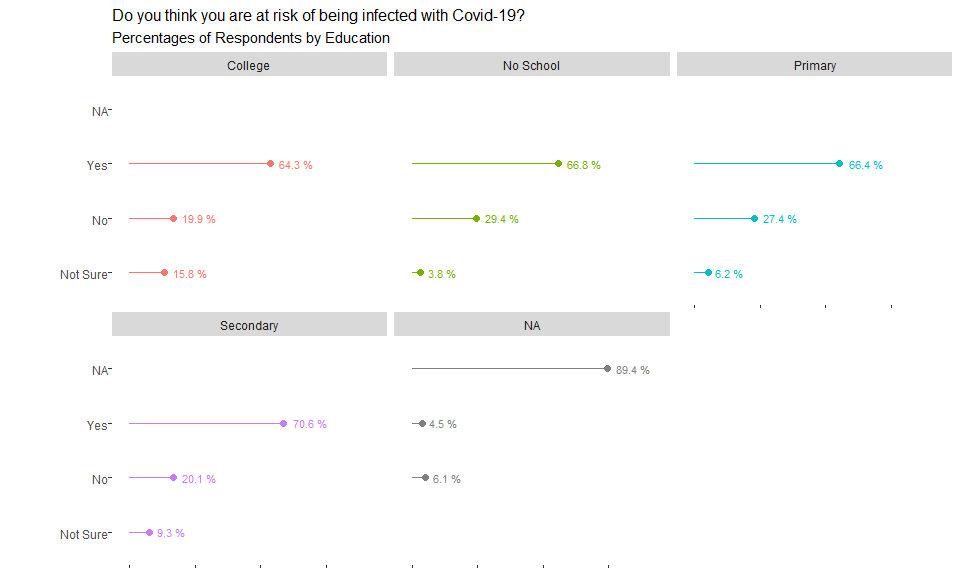 Do you think you are at risk of being infected with Covid-19?
Percentages of Respondents by Education
College No School Primary
NA
Yes 64.3 % 66.8 % 66.4 %
No 19.9 % 29.4 % 27.4 %
Not Sure 15.8 % 3.8 % 6.2 %
Secondary NA
NA 89.4 %
Yes 70.6 % 4.5 %
No 20.1 % 6.1 %
Not Sure 9.3 %